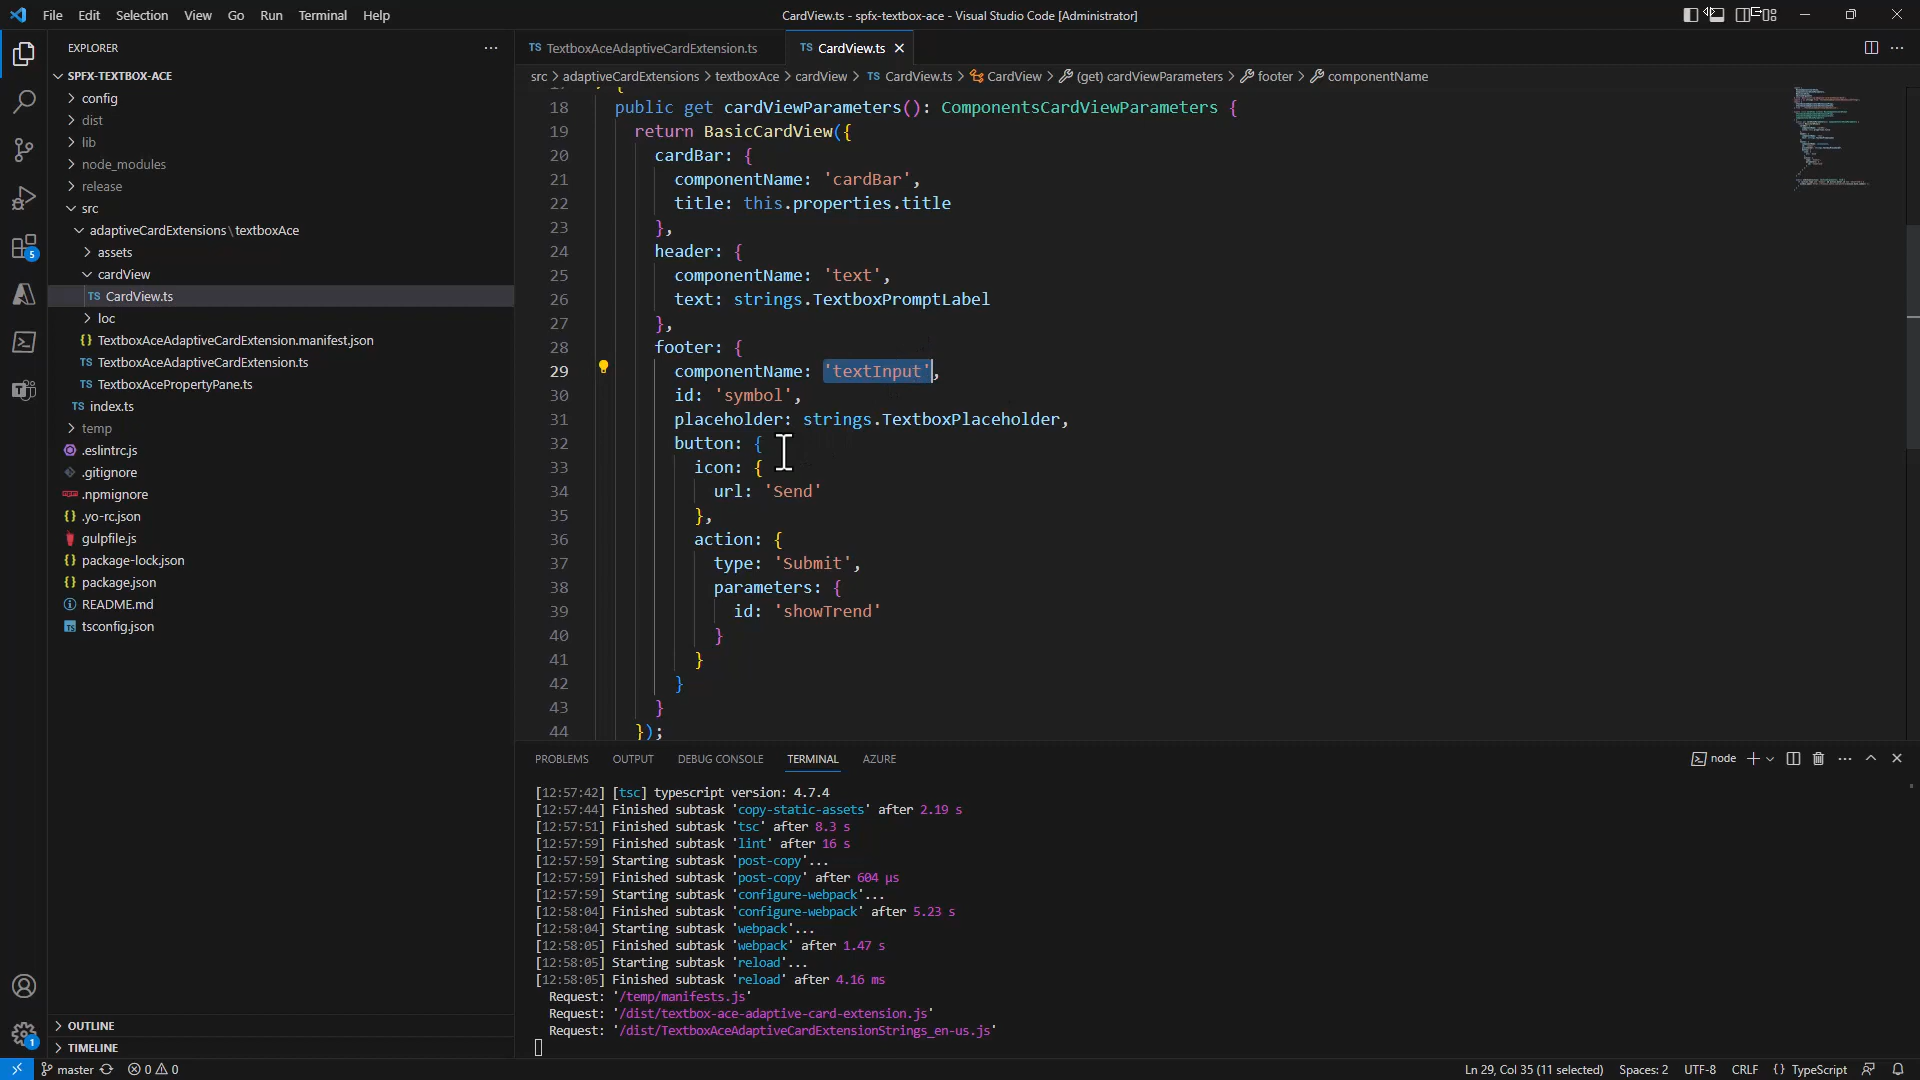 File Edit Selection View Go Run Terminal Help
CardView.ts - spfx-textbox-ace - Visual Studio Code [Administrator]
EXPLORER
SPFX-TEXTBOX-ACE
config
dist
lib
node_modules
release
src
adaptiveCardExtensions\textboxAce
assets
cardView
TS CardView.ts
loc
{} TextboxAceAdaptiveCardExtension.manifest.json
TS TextboxAceAdaptiveCardExtension.ts
TS TextboxAcePropertyPane.ts
TS index.ts
temp
.eslintrc.js
.gitignore
.npmignore
{} .yo-rc.json
gulpfile.js
{} package-lock.json
{} package.json
README.md
TS tsconfig.json
OUTLINE
TIMELINE
5
1
TS TextboxAceAdaptiveCardExtension.ts
TS CardView.ts
src > adaptiveCardExtensions > textboxAce > cardView > TS CardView.ts > CardView > (get) cardViewParameters > footer > componentName
18 public get cardViewParameters(): ComponentsCardViewParameters {
19 return BasicCardView({
20 cardBar: {
21 componentName: 'cardBar',
22 title: this.properties.title
23 },
24 header: {
25 componentName: 'text',
26 text: strings.TextboxPromptLabel
27 },
28 footer: {
29 componentName: 'textInput',
30 id: 'symbol',
31 placeholder: strings.TextboxPlaceholder,
32 button: {
33 icon: {
34 url: 'Send'
35 },
36 action: {
37 type: 'Submit',
38 parameters: {
39 id: 'showTrend'
40 }
41 }
42 }
43 }
44 });
PROBLEMS OUTPUT DEBUG CONSOLE TERMINAL AZURE
node
[12:57:42] [tsc] typescript version: 4.7.4
[12:57:44] Finished subtask 'copy-static-assets' after 2.19 s
[12:57:51] Finished subtask 'tsc' after 8.3 s
[12:57:59] Finished subtask 'lint' after 16 s
[12:57:59] Starting subtask 'post-copy'...
[12:57:59] Finished subtask 'post-copy' after 604 μs
[12:57:59] Starting subtask 'configure-webpack'...
[12:58:04] Finished subtask 'configure-webpack' after 5.23 s
[12:58:04] Starting subtask 'webpack'...
[12:58:05] Finished subtask 'webpack' after 1.47 s
[12:58:05] Starting subtask 'reload'...
[12:58:05] Finished subtask 'reload' after 4.16 ms
Request: '/temp/manifests.js'
Request: '/dist/textbox-ace-adaptive-card-extension.js'
Request: '/dist/TextboxAceAdaptiveCardExtensionStrings_en-us.js'
master 0 0 Ln 29, Col 35 (11 selected) Spaces: 2 UTF-8 CRLF {} TypeScript